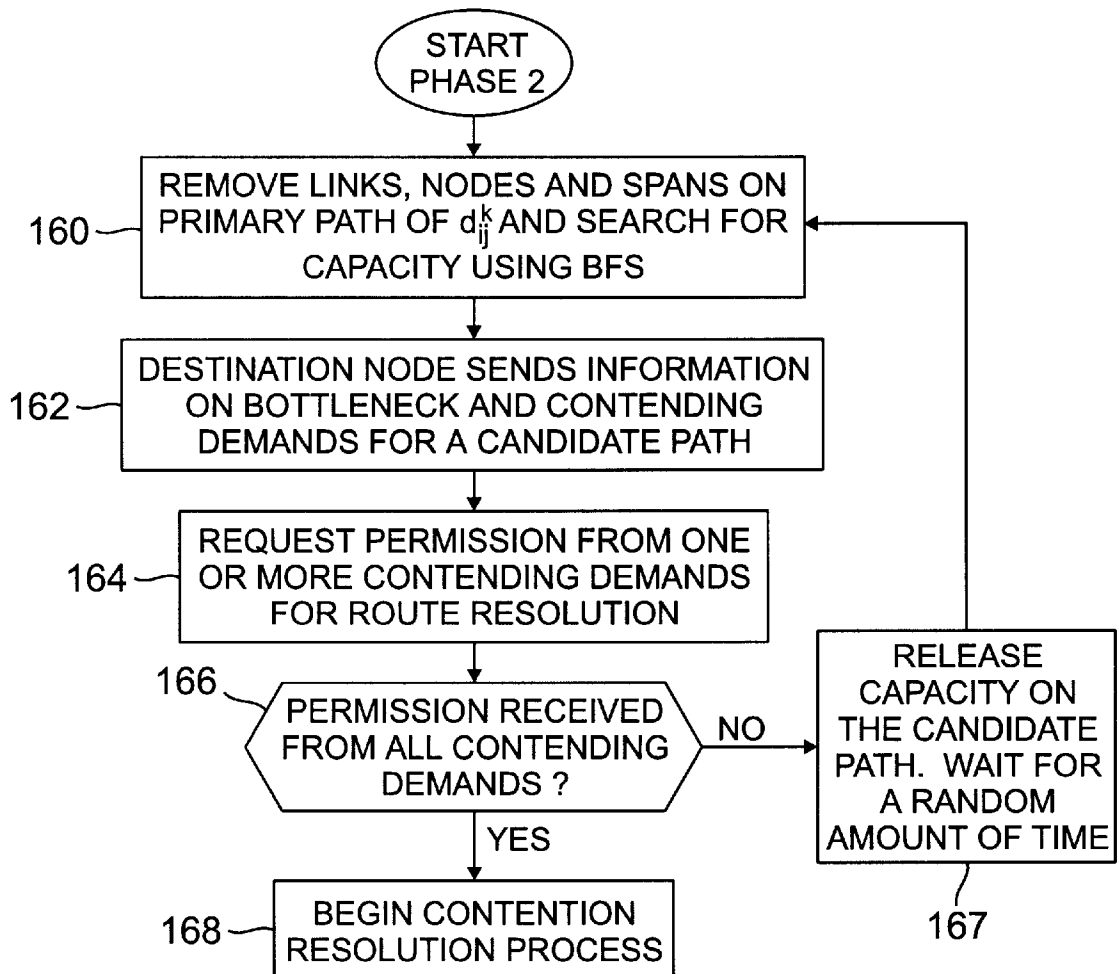 START
PHASE 2
160
REMOVE LINKS, NODES AND SPANS ON
PRIMARY PATH OF d_{ij}^{k} AND SEARCH FOR
CAPACITY USING BFS
162
DESTINATION NODE SENDS INFORMATION
ON BOTTLENECK AND CONTENDING
DEMANDS FOR A CANDIDATE PATH
164
REQUEST PERMISSION FROM ONE
OR MORE CONTENDING DEMANDS
FOR ROUTE RESOLUTION
166
PERMISSION RECEIVED
FROM ALL CONTENDING
DEMANDS ?
NO
RELEASE
CAPACITY ON
THE CANDIDATE
PATH. WAIT FOR
A RANDOM
AMOUNT OF TIME
167
YES
168
BEGIN CONTENTION
RESOLUTION PROCESS